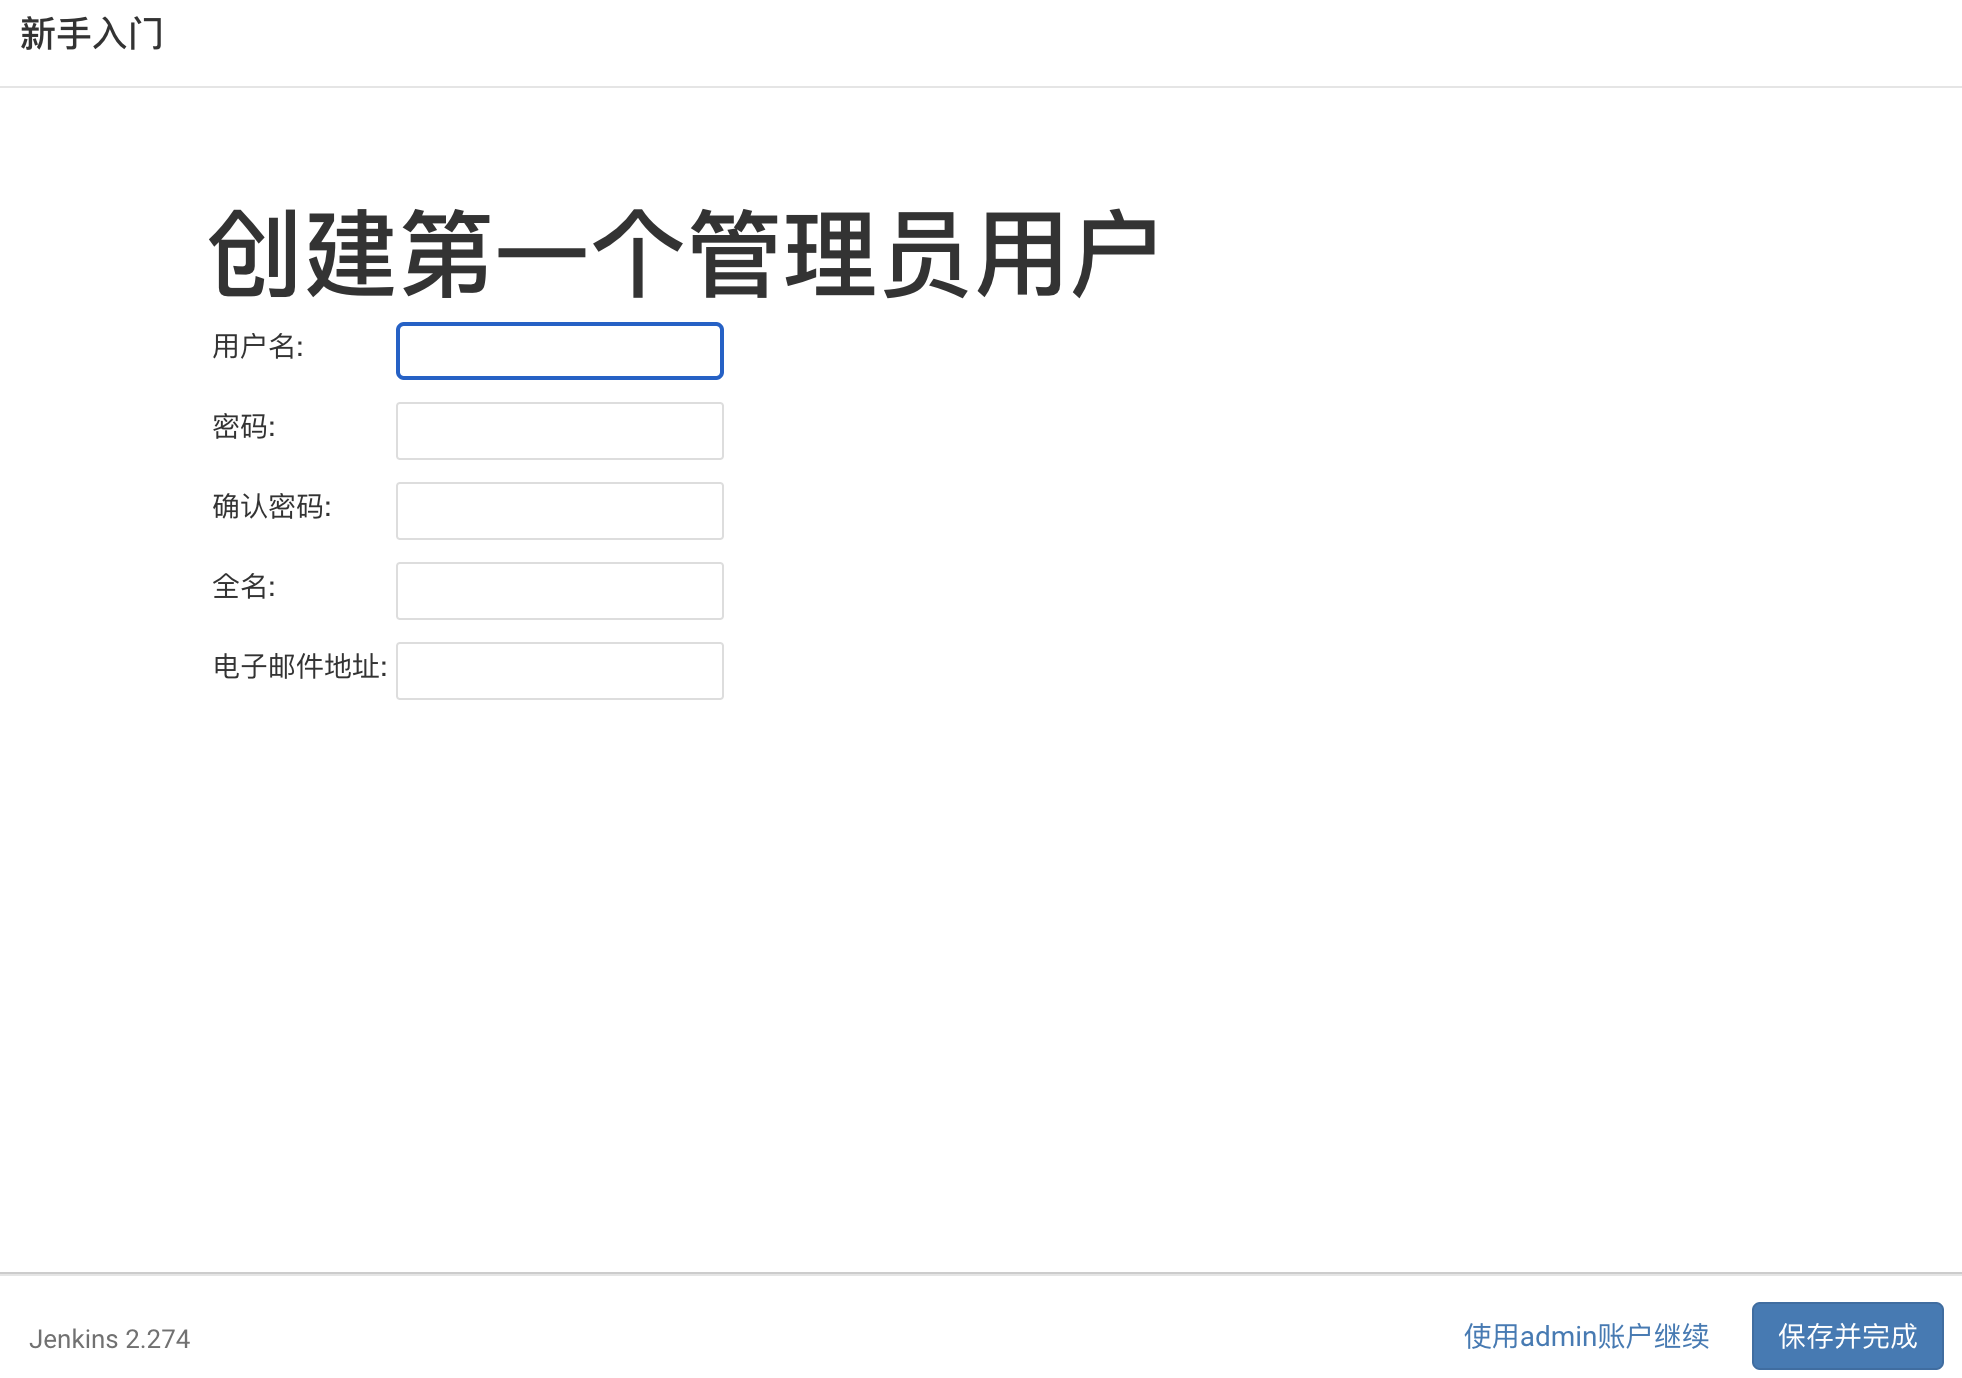 新手入门
创建第一个管理员用户
用户名:
密码:
确认密码:
全名:
电子邮件地址:
Jenkins 2.274
使用admin账户继续
保存并完成